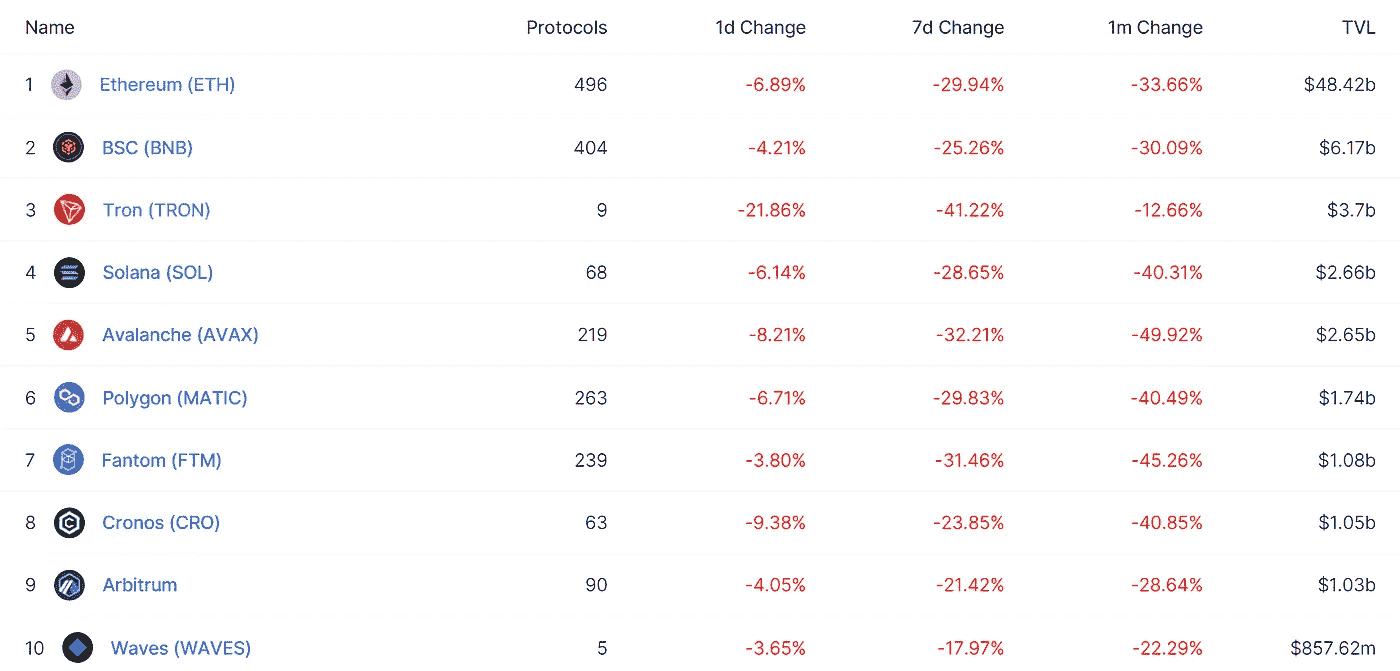 Name Protocols 1d Change 7d Change 1m Change TVL
1 Ethereum (ETH) 496 -6.89% -29.94% -33.66% $48.42b
2 BSC (BNB) 404 -4.21% -25.26% -30.09% $6.17b
3 Tron (TRON) 9 -21.86% -41.22% -12.66% $3.7b
4 Solana (SOL) 68 -6.14% -28.65% -40.31% $2.66b
5 Avalanche (AVAX) 219 -8.21% -32.21% -49.92% $2.65b
6 Polygon (MATIC) 263 -6.71% -29.83% -40.49% $1.74b
7 Fantom (FTM) 239 -3.80% -31.46% -45.26% $1.08b
8 Cronos (CRO) 63 -9.38% -23.85% -40.85% $1.05b
9 Arbitrum 90 -4.05% -21.42% -28.64% $1.03b
10 Waves (WAVES) 5 -3.65% -17.97% -22.29% $857.62m